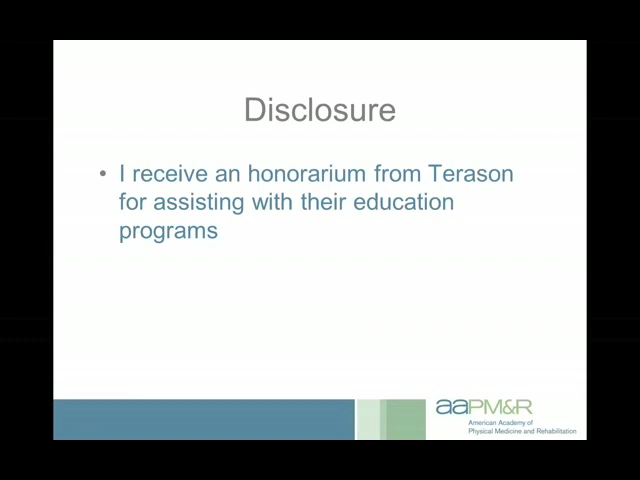 Disclosure
• I receive an honorarium from Terason
for assisting with their education
programs
aaPM&R
American Academy of
Physical Medicine and Rehabilitation